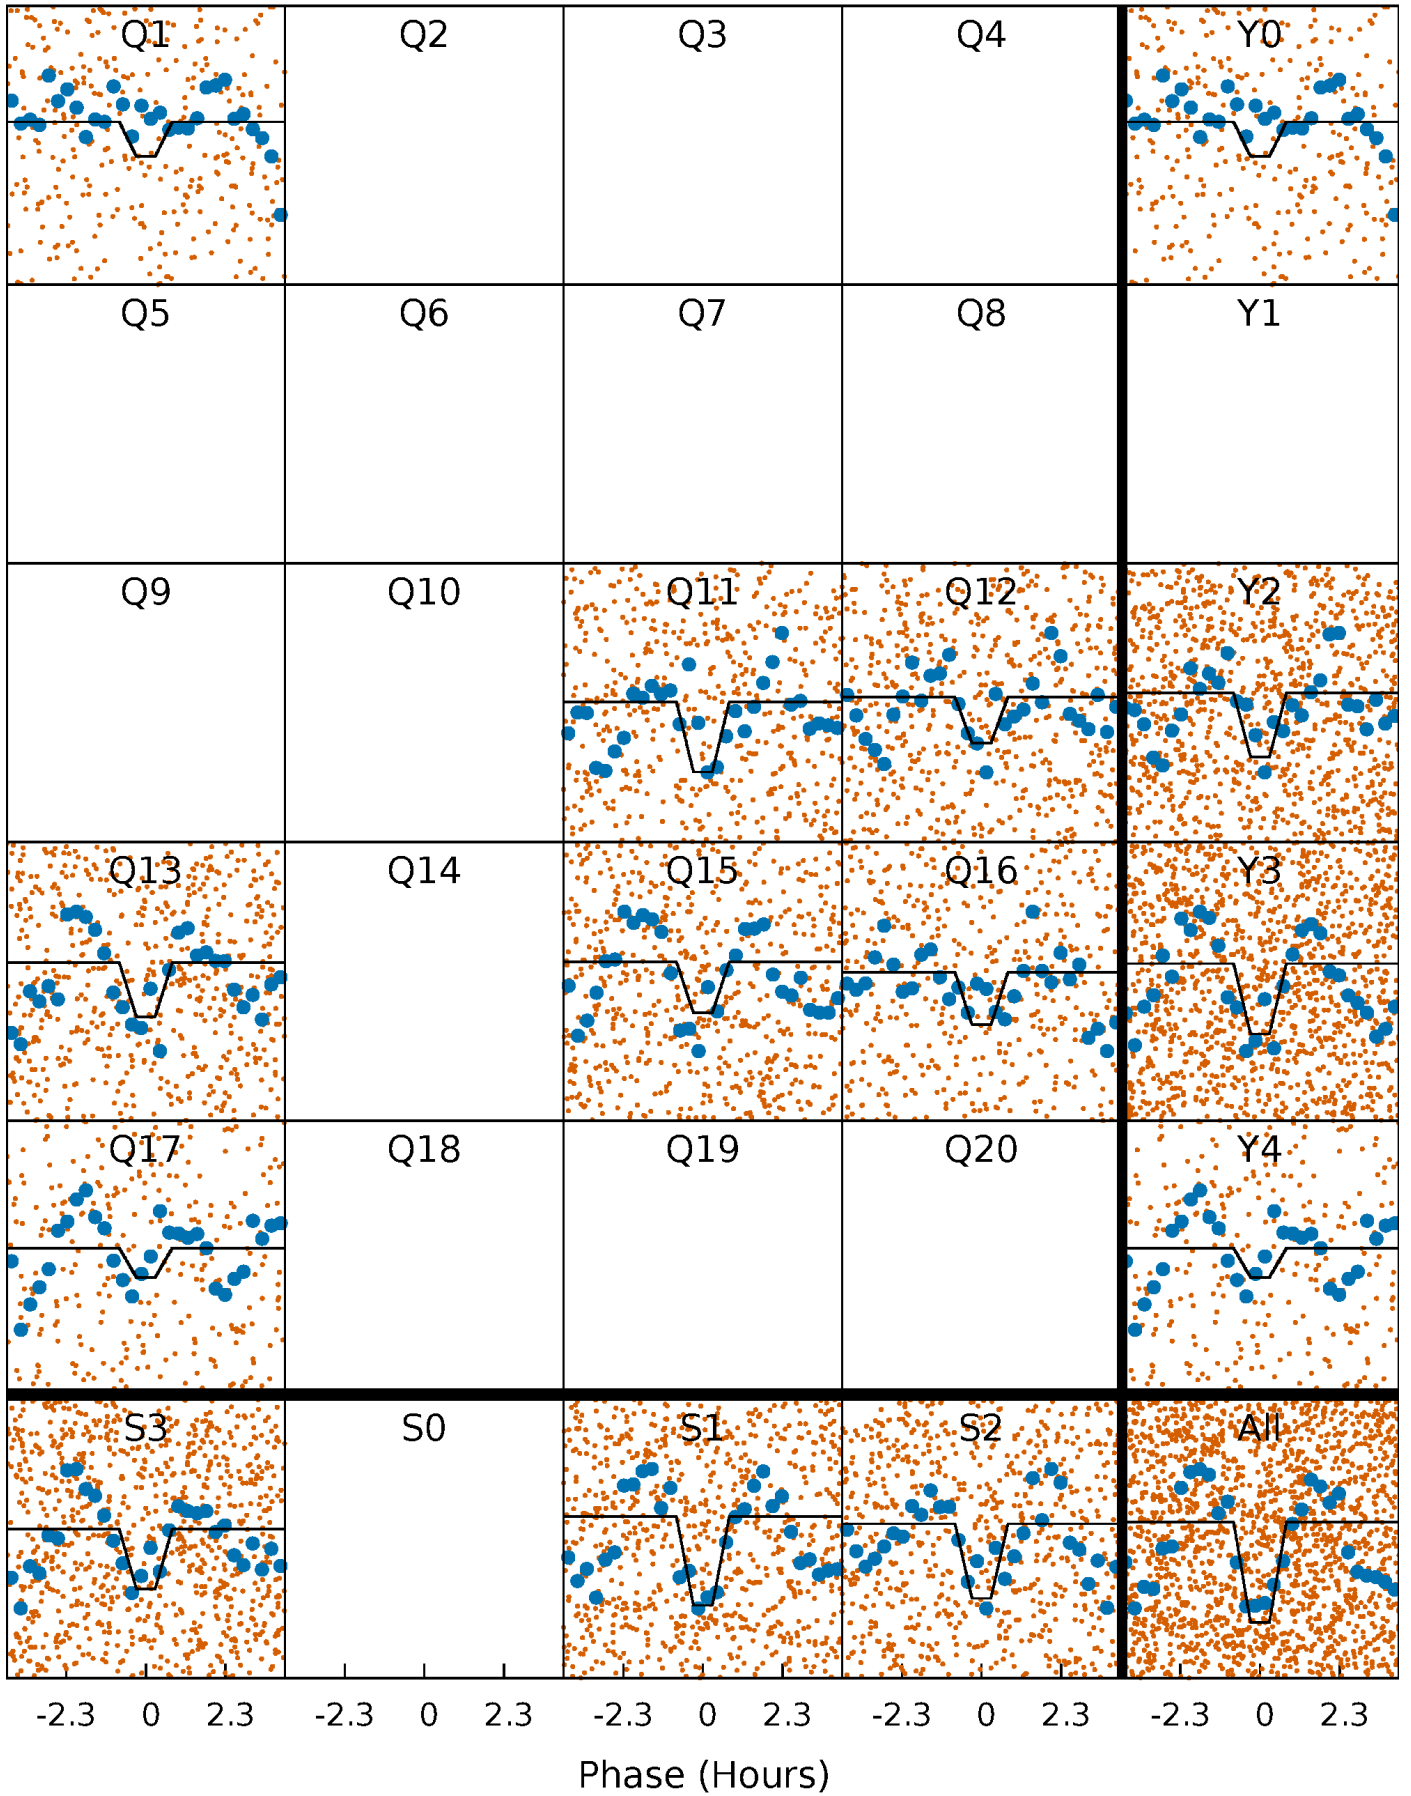 Q1 Q2 Q3 Q4 Y0
Q5 Q6 Q7 Q8 Y1
Q9 Q10 Q11 Q12 Y2
Q13 Q14 Q15 Q16 Y3
Q17 Q18 Q19 Q20 Y4
S3 S0 S1 S2 All
-2.3 0 2.3 -2.3 0 2.3 -2.3 0 2.3 -2.3 0 2.3 -2.3 0 2.3
Phase (Hours)